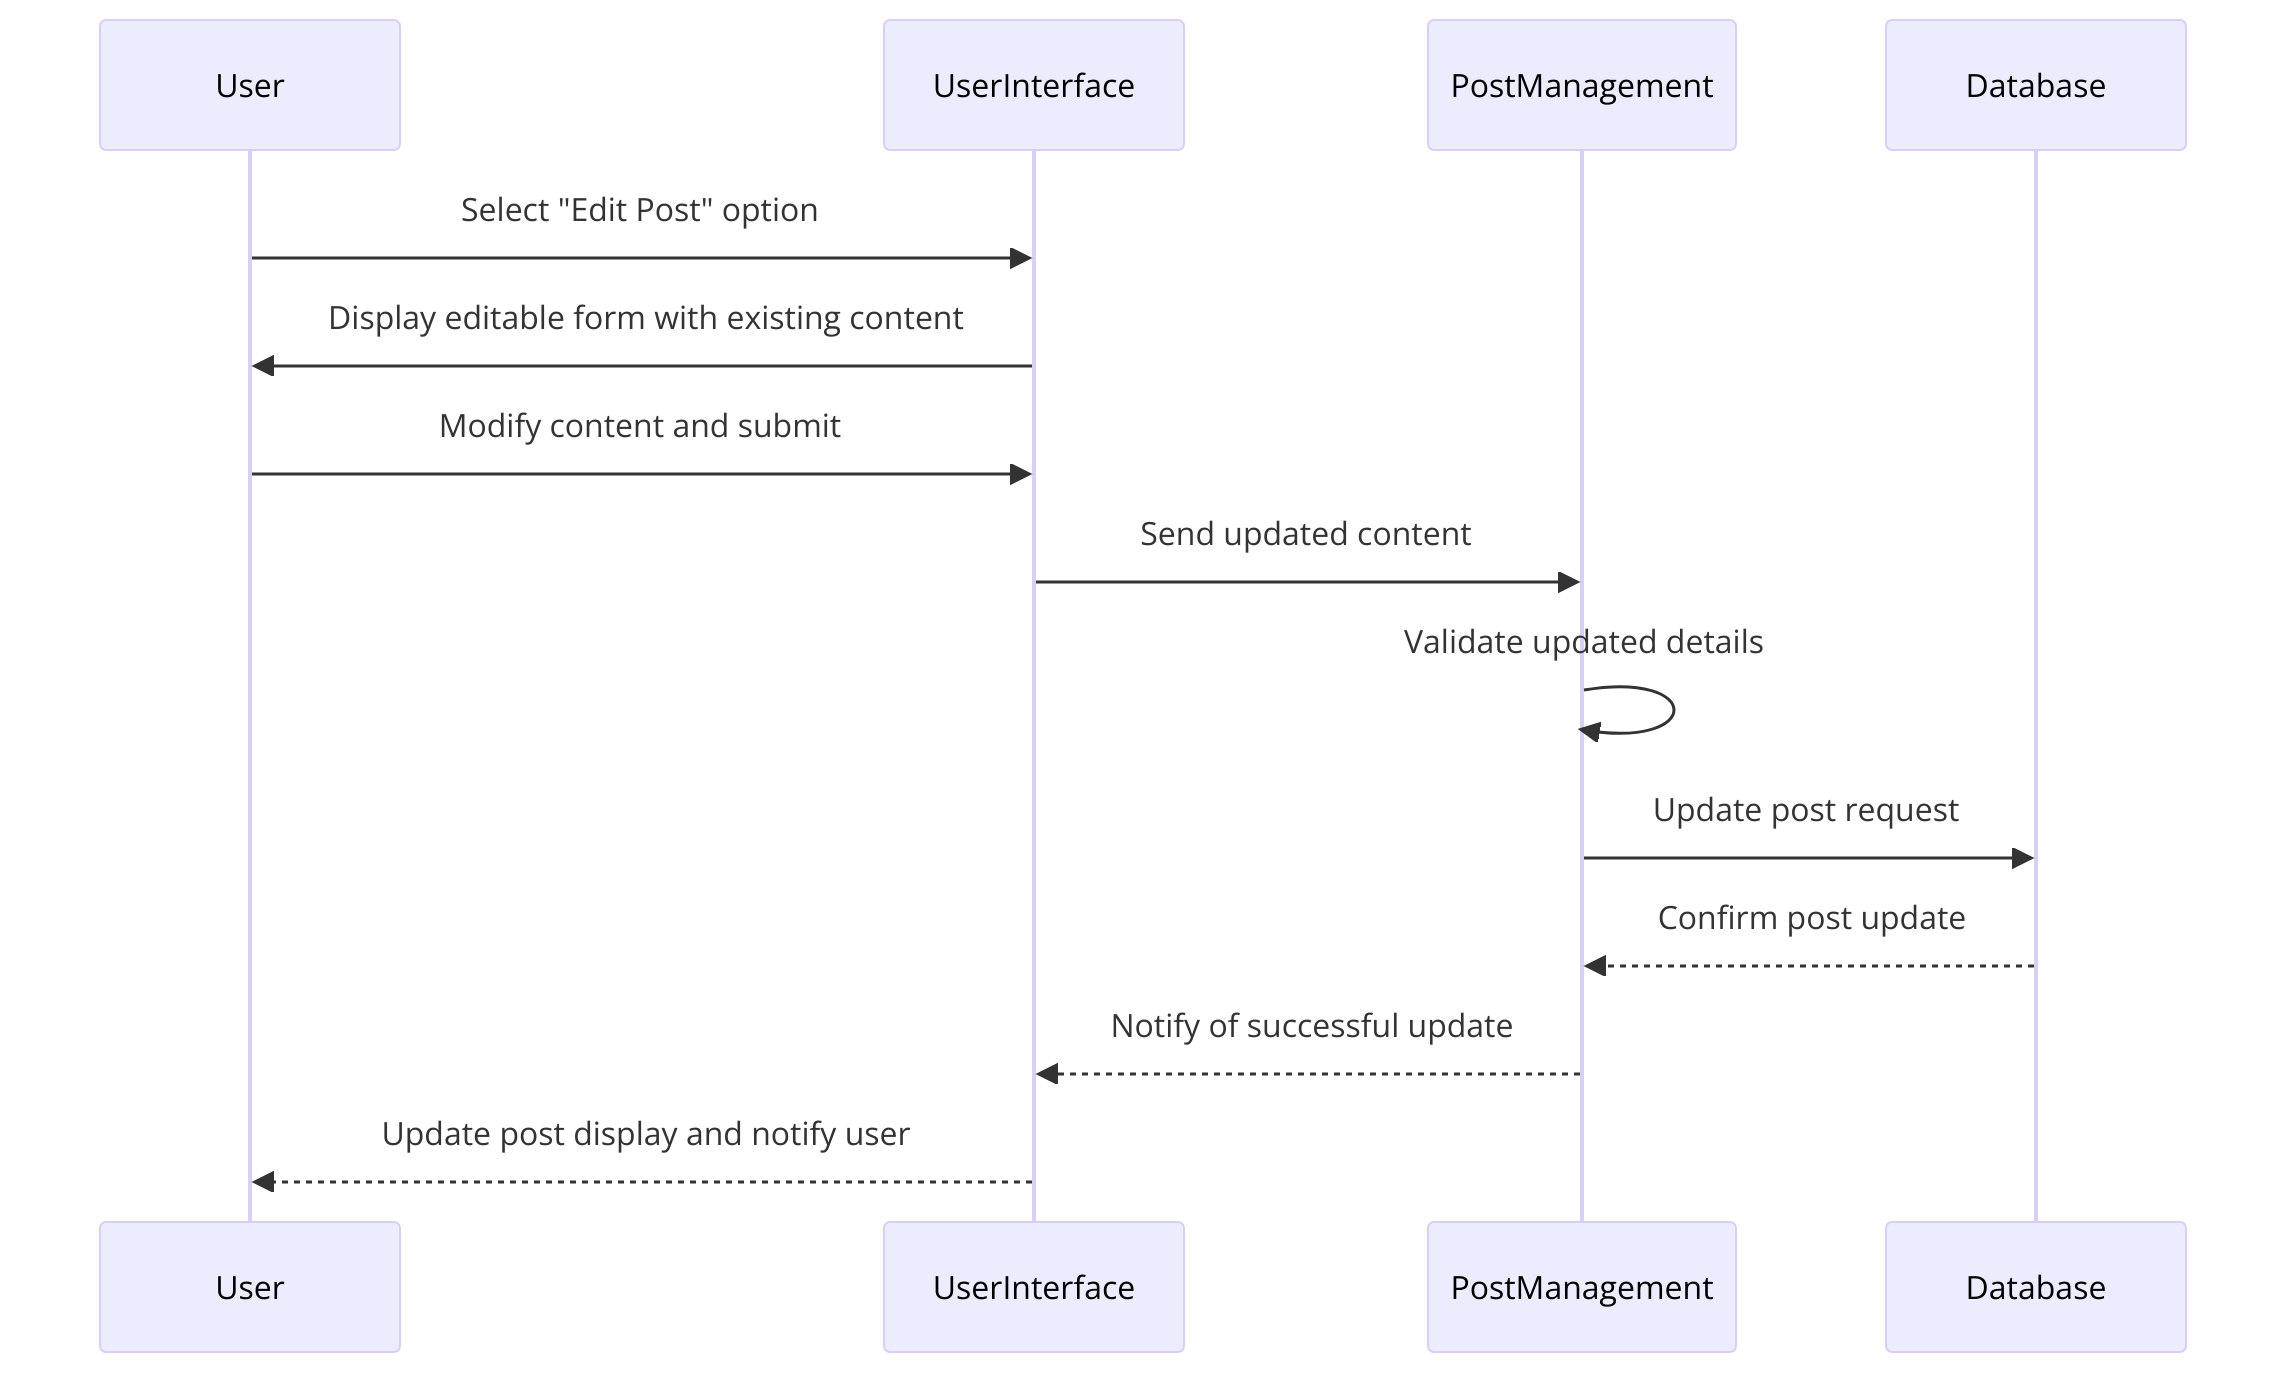 User
UserInterface
PostManagement
Database
Select "Edit Post" option
Display editable form with existing content
Modify content and submit
Send updated content
Validate updated details
Update post request
Confirm post update
Notify of successful update
Update post display and notify user
User
UserInterface
PostManagement
Database